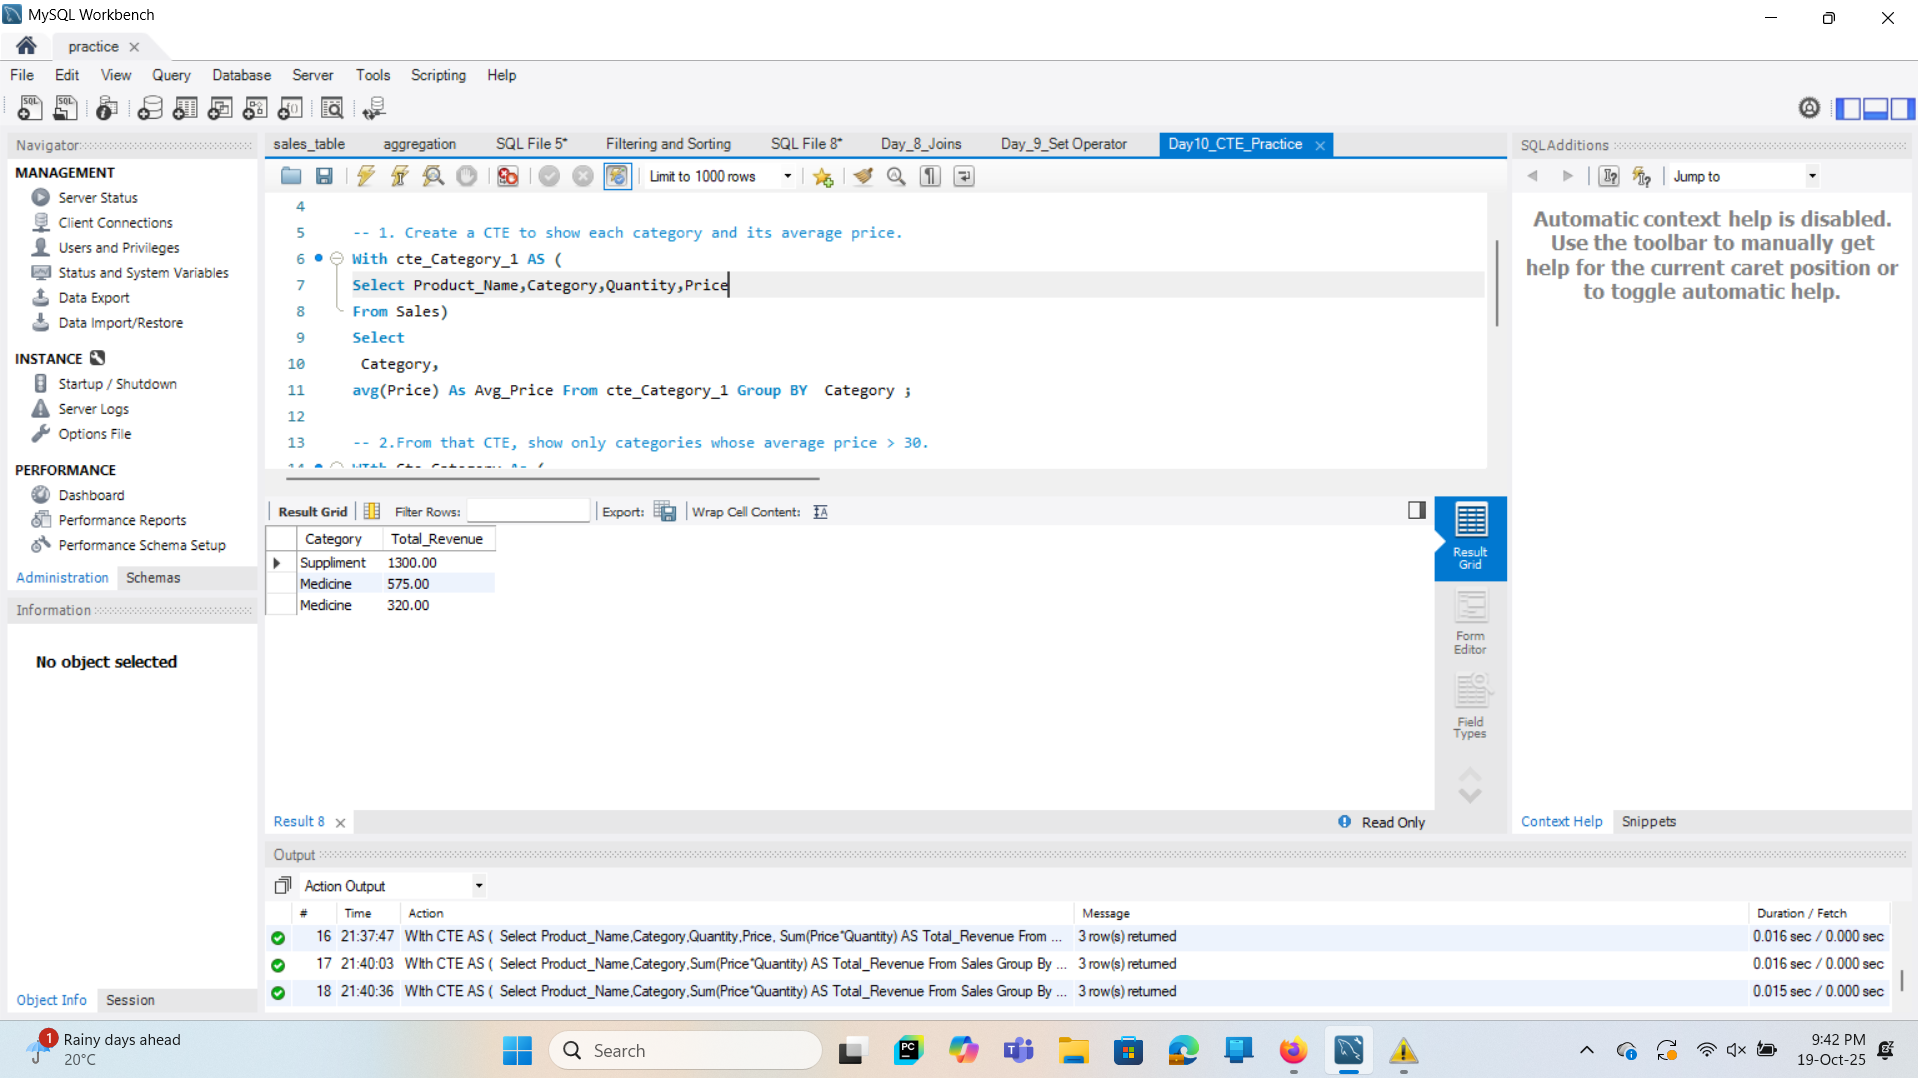 MySQL Workbench
practice
File Edit View Query Database Server Tools Scripting Help
Navigator
MANAGEMENT
Server Status
Client Connections
Users and Privileges
Status and System Variables
Data Export
Data Import/Restore
INSTANCE
Startup / Shutdown
Server Logs
Options File
PERFORMANCE
Dashboard
Performance Reports
Performance Schema Setup
Administration Schemas
Information
No object selected
Object Info Session
sales_table aggregation SQL File 5* Filtering and Sorting SQL File 8* Day_8_Joins Day_9_Set Operator Day10_CTE_Practice
Limit to 1000 rows
4
5 -- 1. Create a CTE to show each category and its average price.
6 With cte_Category_1 AS (
7 Select Product_Name,Category,Quantity,Price
8 From Sales)
9 Select
10 Category,
11 avg(Price) As Avg_Price From cte_Category_1 Group BY Category ;
12
13 -- 2.From that CTE, show only categories whose average price > 30.
14 WIth Cte_Category As (
Result Grid Filter Rows: Export: Wrap Cell Content:
Category Total_Revenue
Suppliment 1300.00
Medicine 575.00
Medicine 320.00
Result Grid
Form Editor
Field Types
Result 8
Read Only
SQLAdditions
Jump to
Automatic context help is disabled.
Use the toolbar to manually get
help for the current caret position or
to toggle automatic help.
Context Help Snippets
Output
Action Output
# Time Action Message Duration / Fetch
16 21:37:47 WIth CTE AS ( Select Product_Name,Category,Quantity,Price, Sum(Price*Quantity) AS Total_Revenue From ... 3 row(s) returned 0.016 sec / 0.000 sec
17 21:40:03 WIth CTE AS ( Select Product_Name,Category,Sum(Price*Quantity) AS Total_Revenue From Sales Group By ... 3 row(s) returned 0.016 sec / 0.000 sec
18 21:40:36 WIth CTE AS ( Select Product_Name,Category,Sum(Price*Quantity) AS Total_Revenue From Sales Group By ... 3 row(s) returned 0.015 sec / 0.000 sec
1
Rainy days ahead
20°C
Search
9:42 PM
19-Oct-25